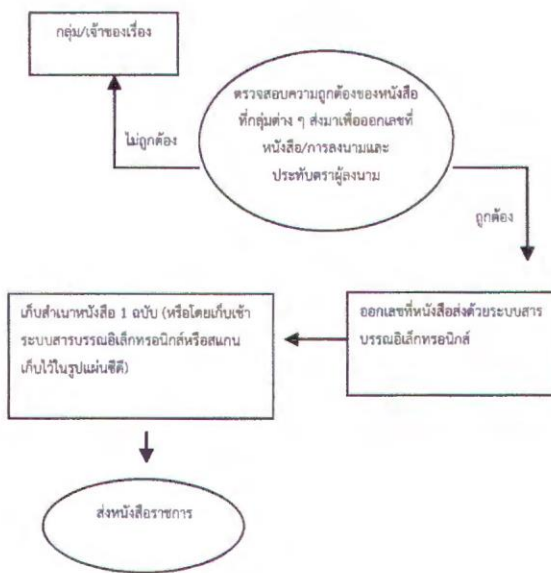 กลุ่ม/เจ้าของเรื่อง
ตรวจสอบความถูกต้องของหนังสือ
ที่กลุ่มต่าง ๆ ส่งมาเพื่อออกเลขที่
หนังสือ/การลงนามและ
ประทับตราผู้ลงนาม
ไม่ถูกต้อง
ถูกต้อง
ออกเลขที่หนังสือส่งด้วยระบบสาร
บรรณอิเล็กทรอนิกส์
เก็บสำเนาหนังสือ 1 ฉบับ (หรือโดยเก็บเข้า
ระบบสารบรรณอิเล็กทรอนิกส์หรือสแกน
เก็บไว้ในรูปแผ่นซีดี)
ส่งหนังสือราชการ